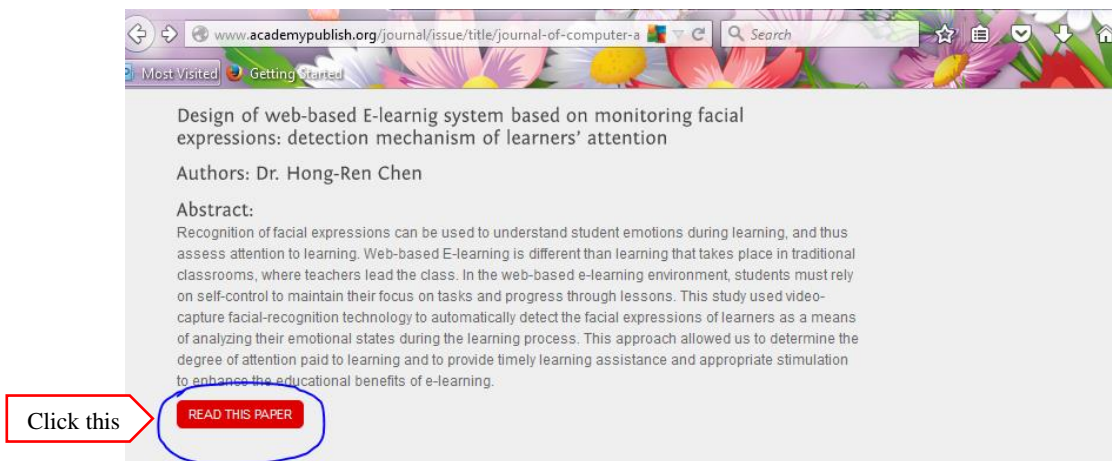 www.academypublish.org/journal/issue/title/journal-of-computer-a
Search
Most Visited Getting Started
Design of web-based E-learnig system based on monitoring facial
expressions: detection mechanism of learners' attention
Authors: Dr. Hong-Ren Chen
Abstract:
Recognition of facial expressions can be used to understand student emotions during learning, and thus
assess attention to learning. Web-based E-learning is different than learning that takes place in traditional
classrooms, where teachers lead the class. In the web-based e-learning environment, students must rely
on self-control to maintain their focus on tasks and progress through lessons. This study used video-
capture facial-recognition technology to automatically detect the facial expressions of learners as a means
of analyzing their emotional states during the learning process. This approach allowed us to determine the
degree of attention paid to learning and to provide timely learning assistance and appropriate stimulation
to enhance the educational benefits of e-learning.
Click this
READ THIS PAPER